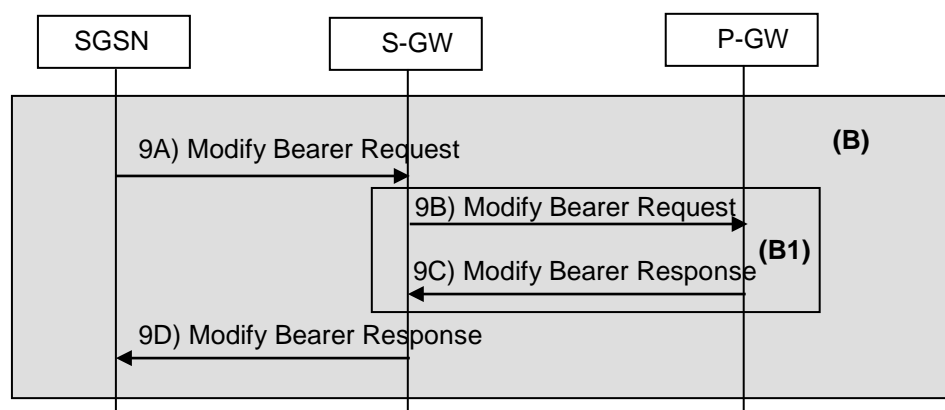 SGSN
S-GW
P-GW
(B)
9A) Modify Bearer Request
9B) Modify Bearer Request
(B1)
9C) Modify Bearer Response
9D) Modify Bearer Response